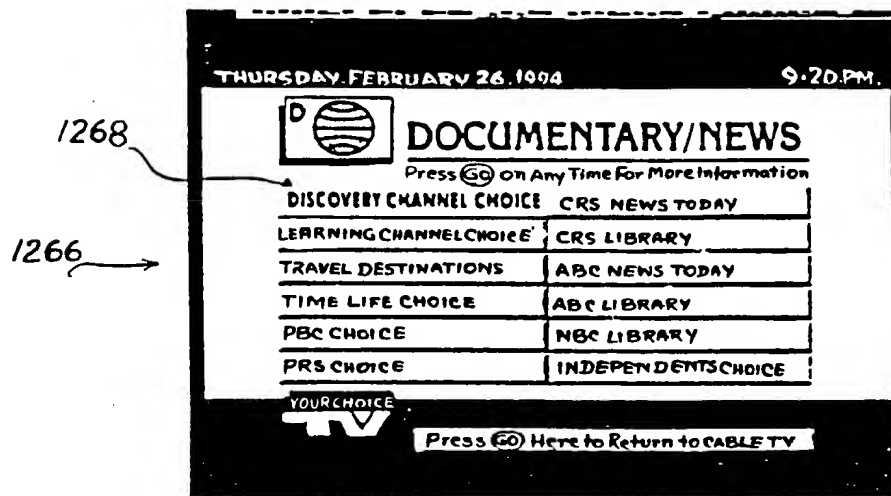 THURSDAY.FEBRUARY 26.1994 9·20.PM.
D
DOCUMENTARY/NEWS
1268
Press GO on Any Time For More Information
DISCOVERY CHANNEL CHOICE CRS NEWS TODAY
LEARNING CHANNEL CHOICE CRS LIBRARY
1266
TRAVEL DESTINATIONS ABC NEWS TODAY
TIME LIFE CHOICE ABC LIBRARY
PBC CHOICE NBC LIBRARY
PRS CHOICE INDEPENDENTS CHOICE
YOUR CHOICE
TV
Press GO Here to Return to CABLE TV